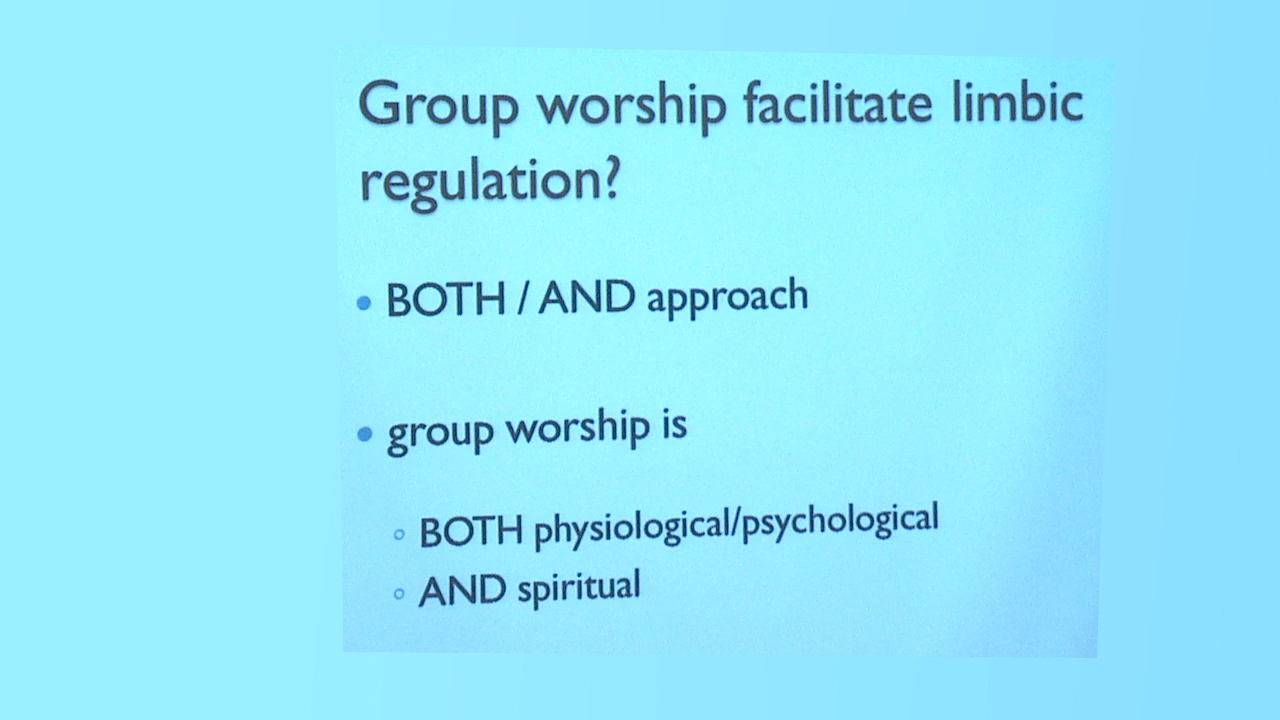 Group worship facilitate limbic
regulation?
• BOTH / AND approach
• group worship is
◦ BOTH physiological/psychological
◦ AND spiritual